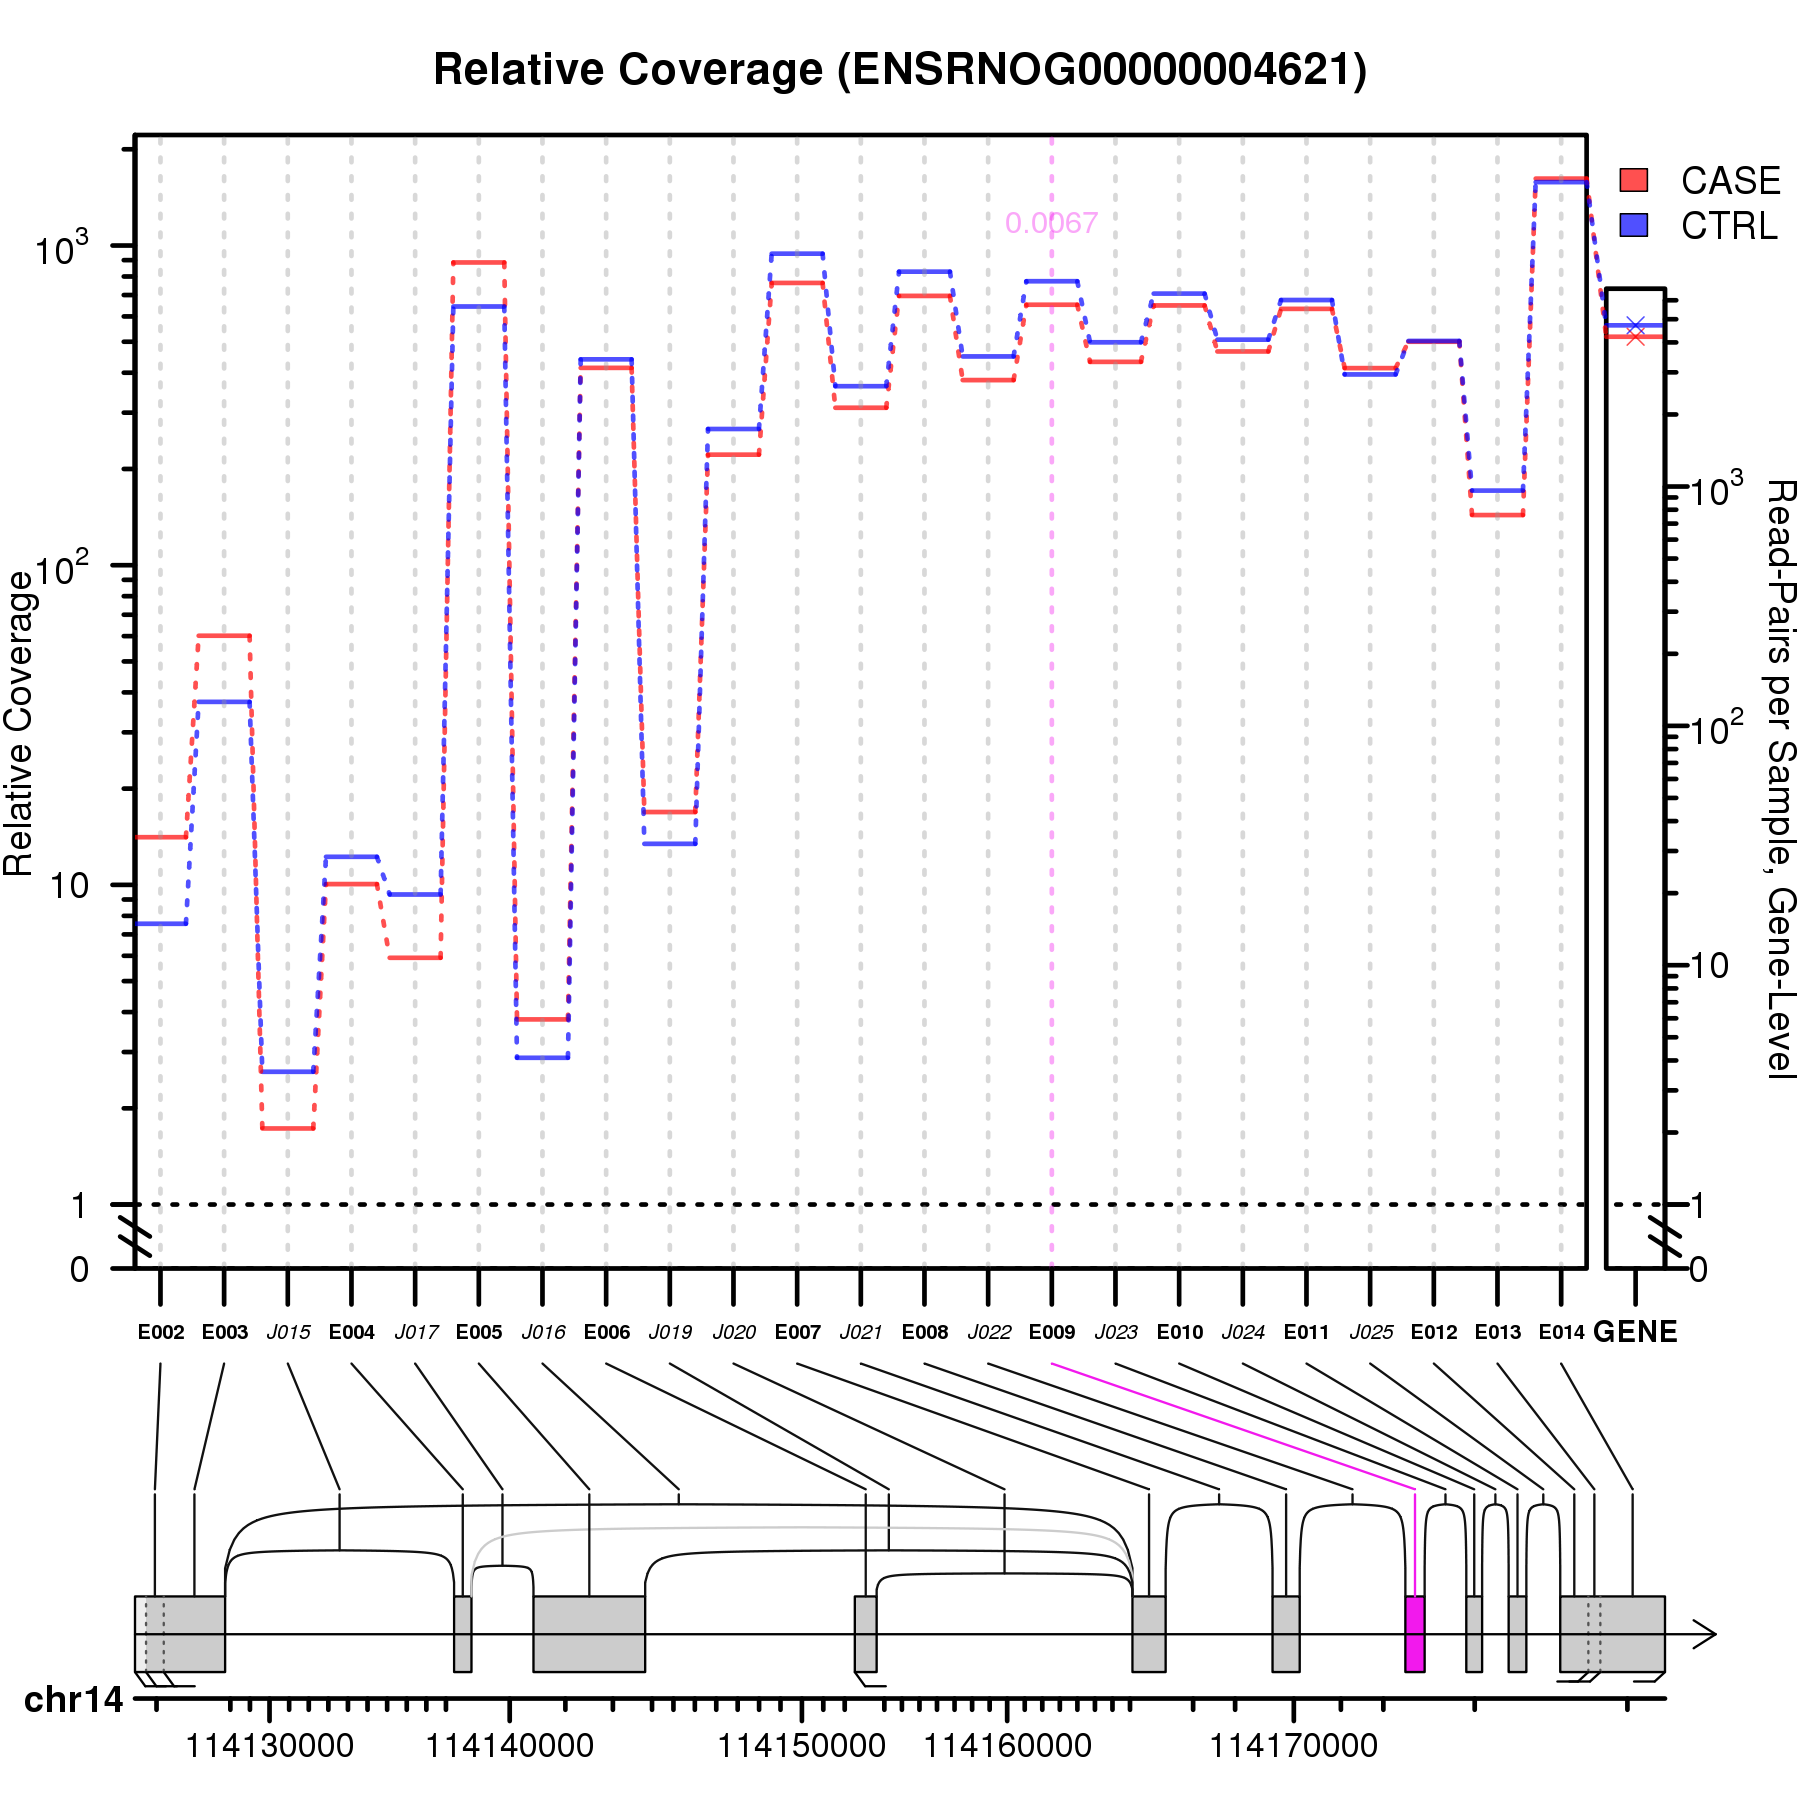 Relative Coverage (ENSRNOG00000004621)
CASE
CTRL
0.0067
Relative Coverage
10³
10²
10
1
0
10³
10²
10
1
0
Read-Pairs per Sample, Gene-Level
E002 E003 J015 E004 J017 E005 J016 E006 J019 J020 E007 J021 E008 J022 E009 J023 E010 J024 E011 J025 E012 E013 E014 GENE
chr14
114130000 114140000 114150000 114160000 114170000